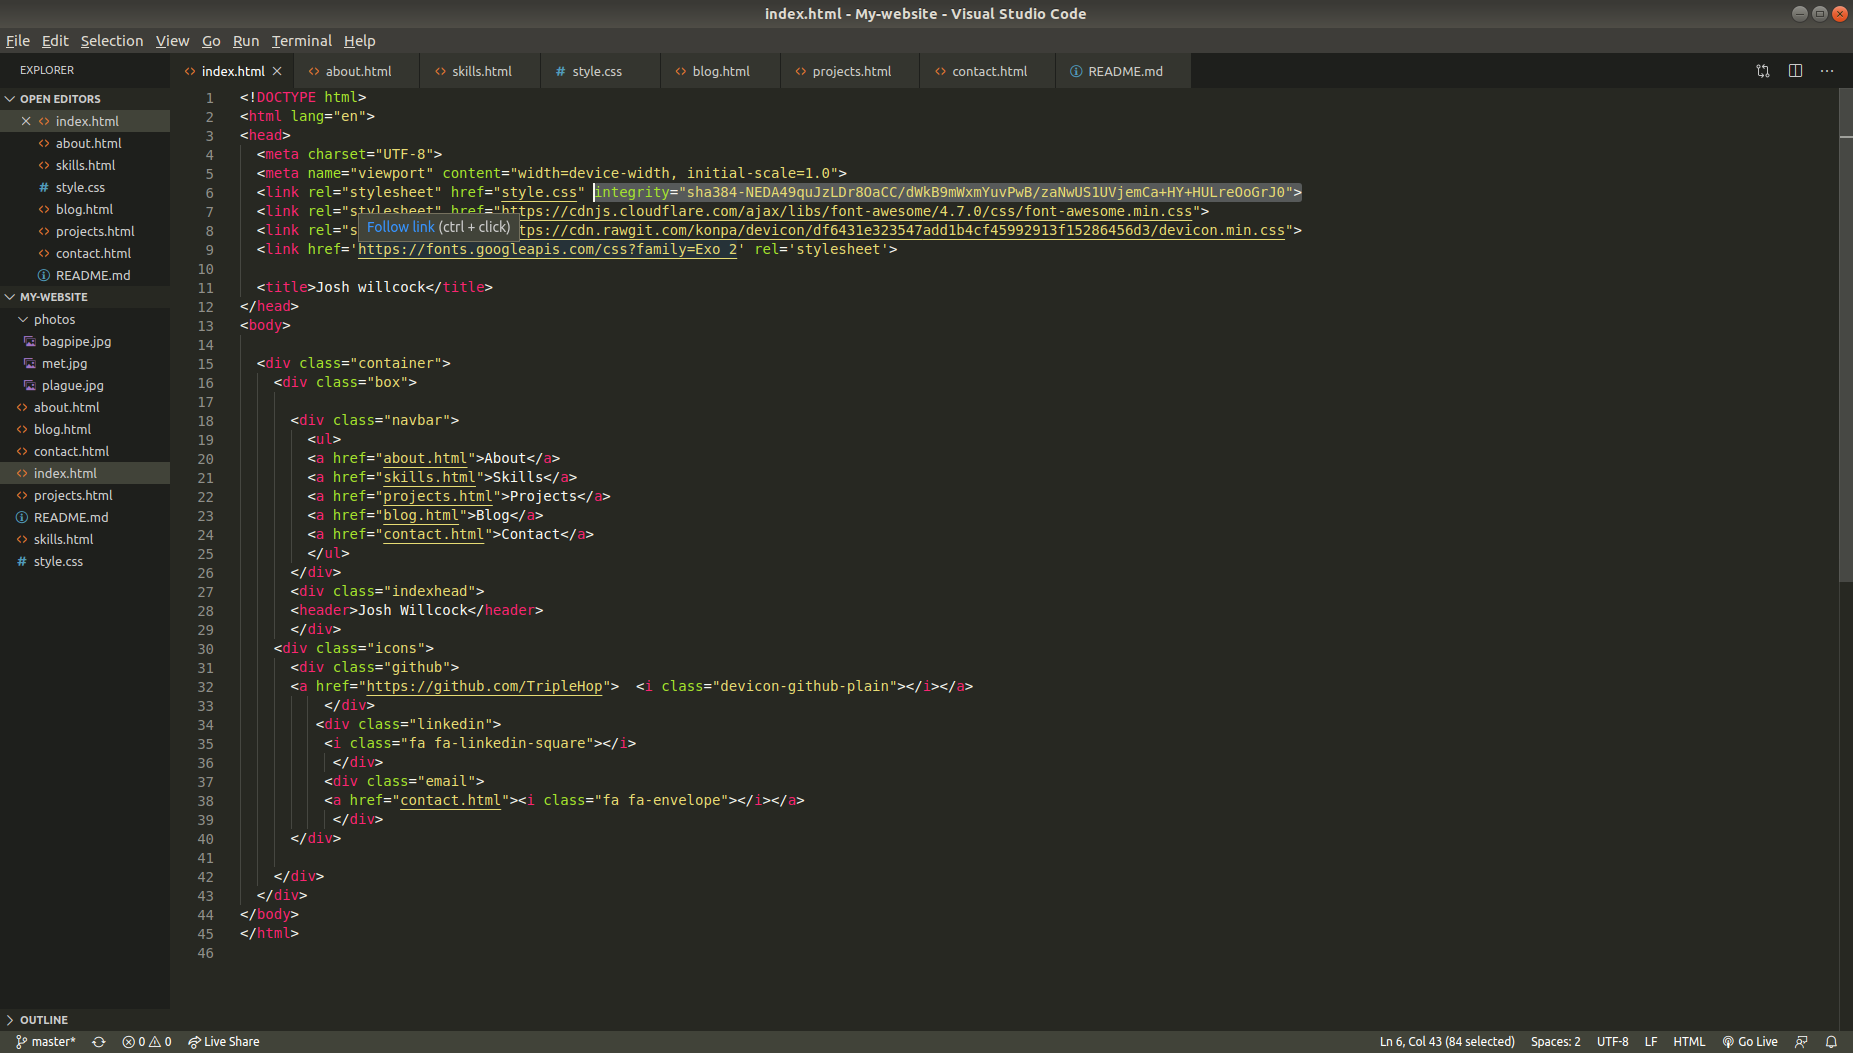 index.html - My-website - Visual Studio Code
File Edit Selection View Go Run Terminal Help
EXPLORER
index.html about.html skills.html style.css blog.html projects.html contact.html README.md
OPEN EDITORS
index.html
about.html
skills.html
style.css
blog.html
projects.html
contact.html
README.md
MY-WEBSITE
photos
bagpipe.jpg
met.jpg
plague.jpg
about.html
blog.html
contact.html
index.html
projects.html
README.md
skills.html
style.css
OUTLINE
1 <!DOCTYPE html>
2 <html lang="en">
3 <head>
4 <meta charset="UTF-8">
5 <meta name="viewport" content="width=device-width, initial-scale=1.0">
6 <link rel="stylesheet" href="style.css" integrity="sha384-NEDA49quJzLDr8OaCC/dWkB9mWxmYuvPwB/zaNwUS1UVjemCa+HY+HULreOoGrJ0">
7 <link rel="stylesheet" href="https://cdnjs.cloudflare.com/ajax/libs/font-awesome/4.7.0/css/font-awesome.min.css">
Follow link (ctrl + click)
8 <link rel="s tps://cdn.rawgit.com/konpa/devicon/df6431e323547add1b4cf45992913f15286456d3/devicon.min.css">
9 <link href='https://fonts.googleapis.com/css?family=Exo 2' rel='stylesheet'>
10
11 <title>Josh willcock</title>
12 </head>
13 <body>
14
15 <div class="container">
16 <div class="box">
17
18 <div class="navbar">
19 <ul>
20 <a href="about.html">About</a>
21 <a href="skills.html">Skills</a>
22 <a href="projects.html">Projects</a>
23 <a href="blog.html">Blog</a>
24 <a href="contact.html">Contact</a>
25 </ul>
26 </div>
27 <div class="indexhead">
28 <header>Josh Willcock</header>
29 </div>
30 <div class="icons">
31 <div class="github">
32 <a href="https://github.com/TripleHop">  <i class="devicon-github-plain"></i></a>
33 </div>
34 <div class="linkedin">
35 <i class="fa fa-linkedin-square"></i>
36 </div>
37 <div class="email">
38 <a href="contact.html"><i class="fa fa-envelope"></i></a>
39 </div>
40 </div>
41
42 </div>
43 </div>
44 </body>
45 </html>
46
master* 0 0 Live Share Ln 6, Col 43 (84 selected) Spaces: 2 UTF-8 LF HTML Go Live